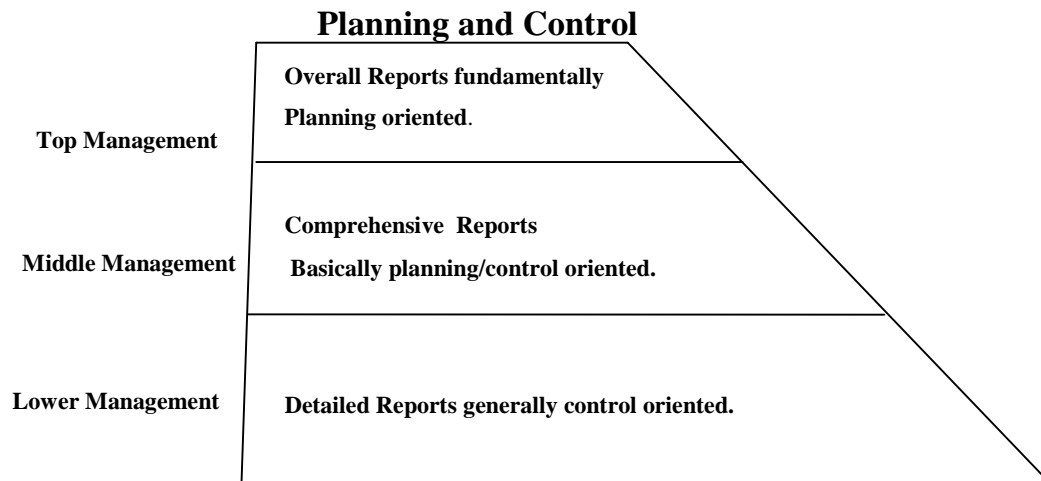 Planning and Control
Overall Reports fundamentally
Planning oriented.
Top Management
Comprehensive Reports
Middle Management
Basically planning/control oriented.
Lower Management
Detailed Reports generally control oriented.